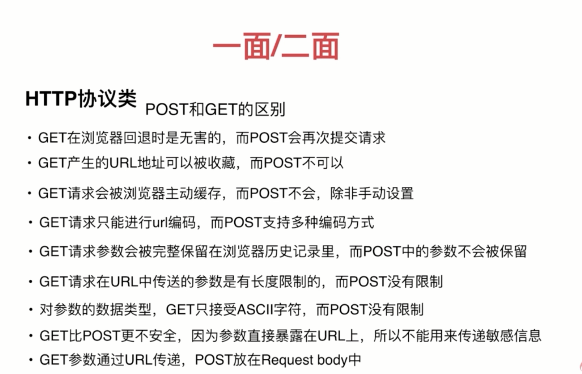 一面/二面
HTTP协议类 POST和GET的区别
• GET在浏览器回退时是无害的，而POST会再次提交请求
• GET产生的URL地址可以被收藏，而POST不可以
• GET请求会被浏览器主动缓存，而POST不会，除非手动设置
• GET请求只能进行url编码，而POST支持多种编码方式
• GET请求参数会被完整保留在浏览器历史记录里，而POST中的参数不会被保留
• GET请求在URL中传送的参数是有长度限制的，而POST没有限制
• 对参数的数据类型，GET只接受ASCII字符，而POST没有限制
• GET比POST更不安全，因为参数直接暴露在URL上，所以不能用来传递敏感信息
• GET参数通过URL传递，POST放在Request body中